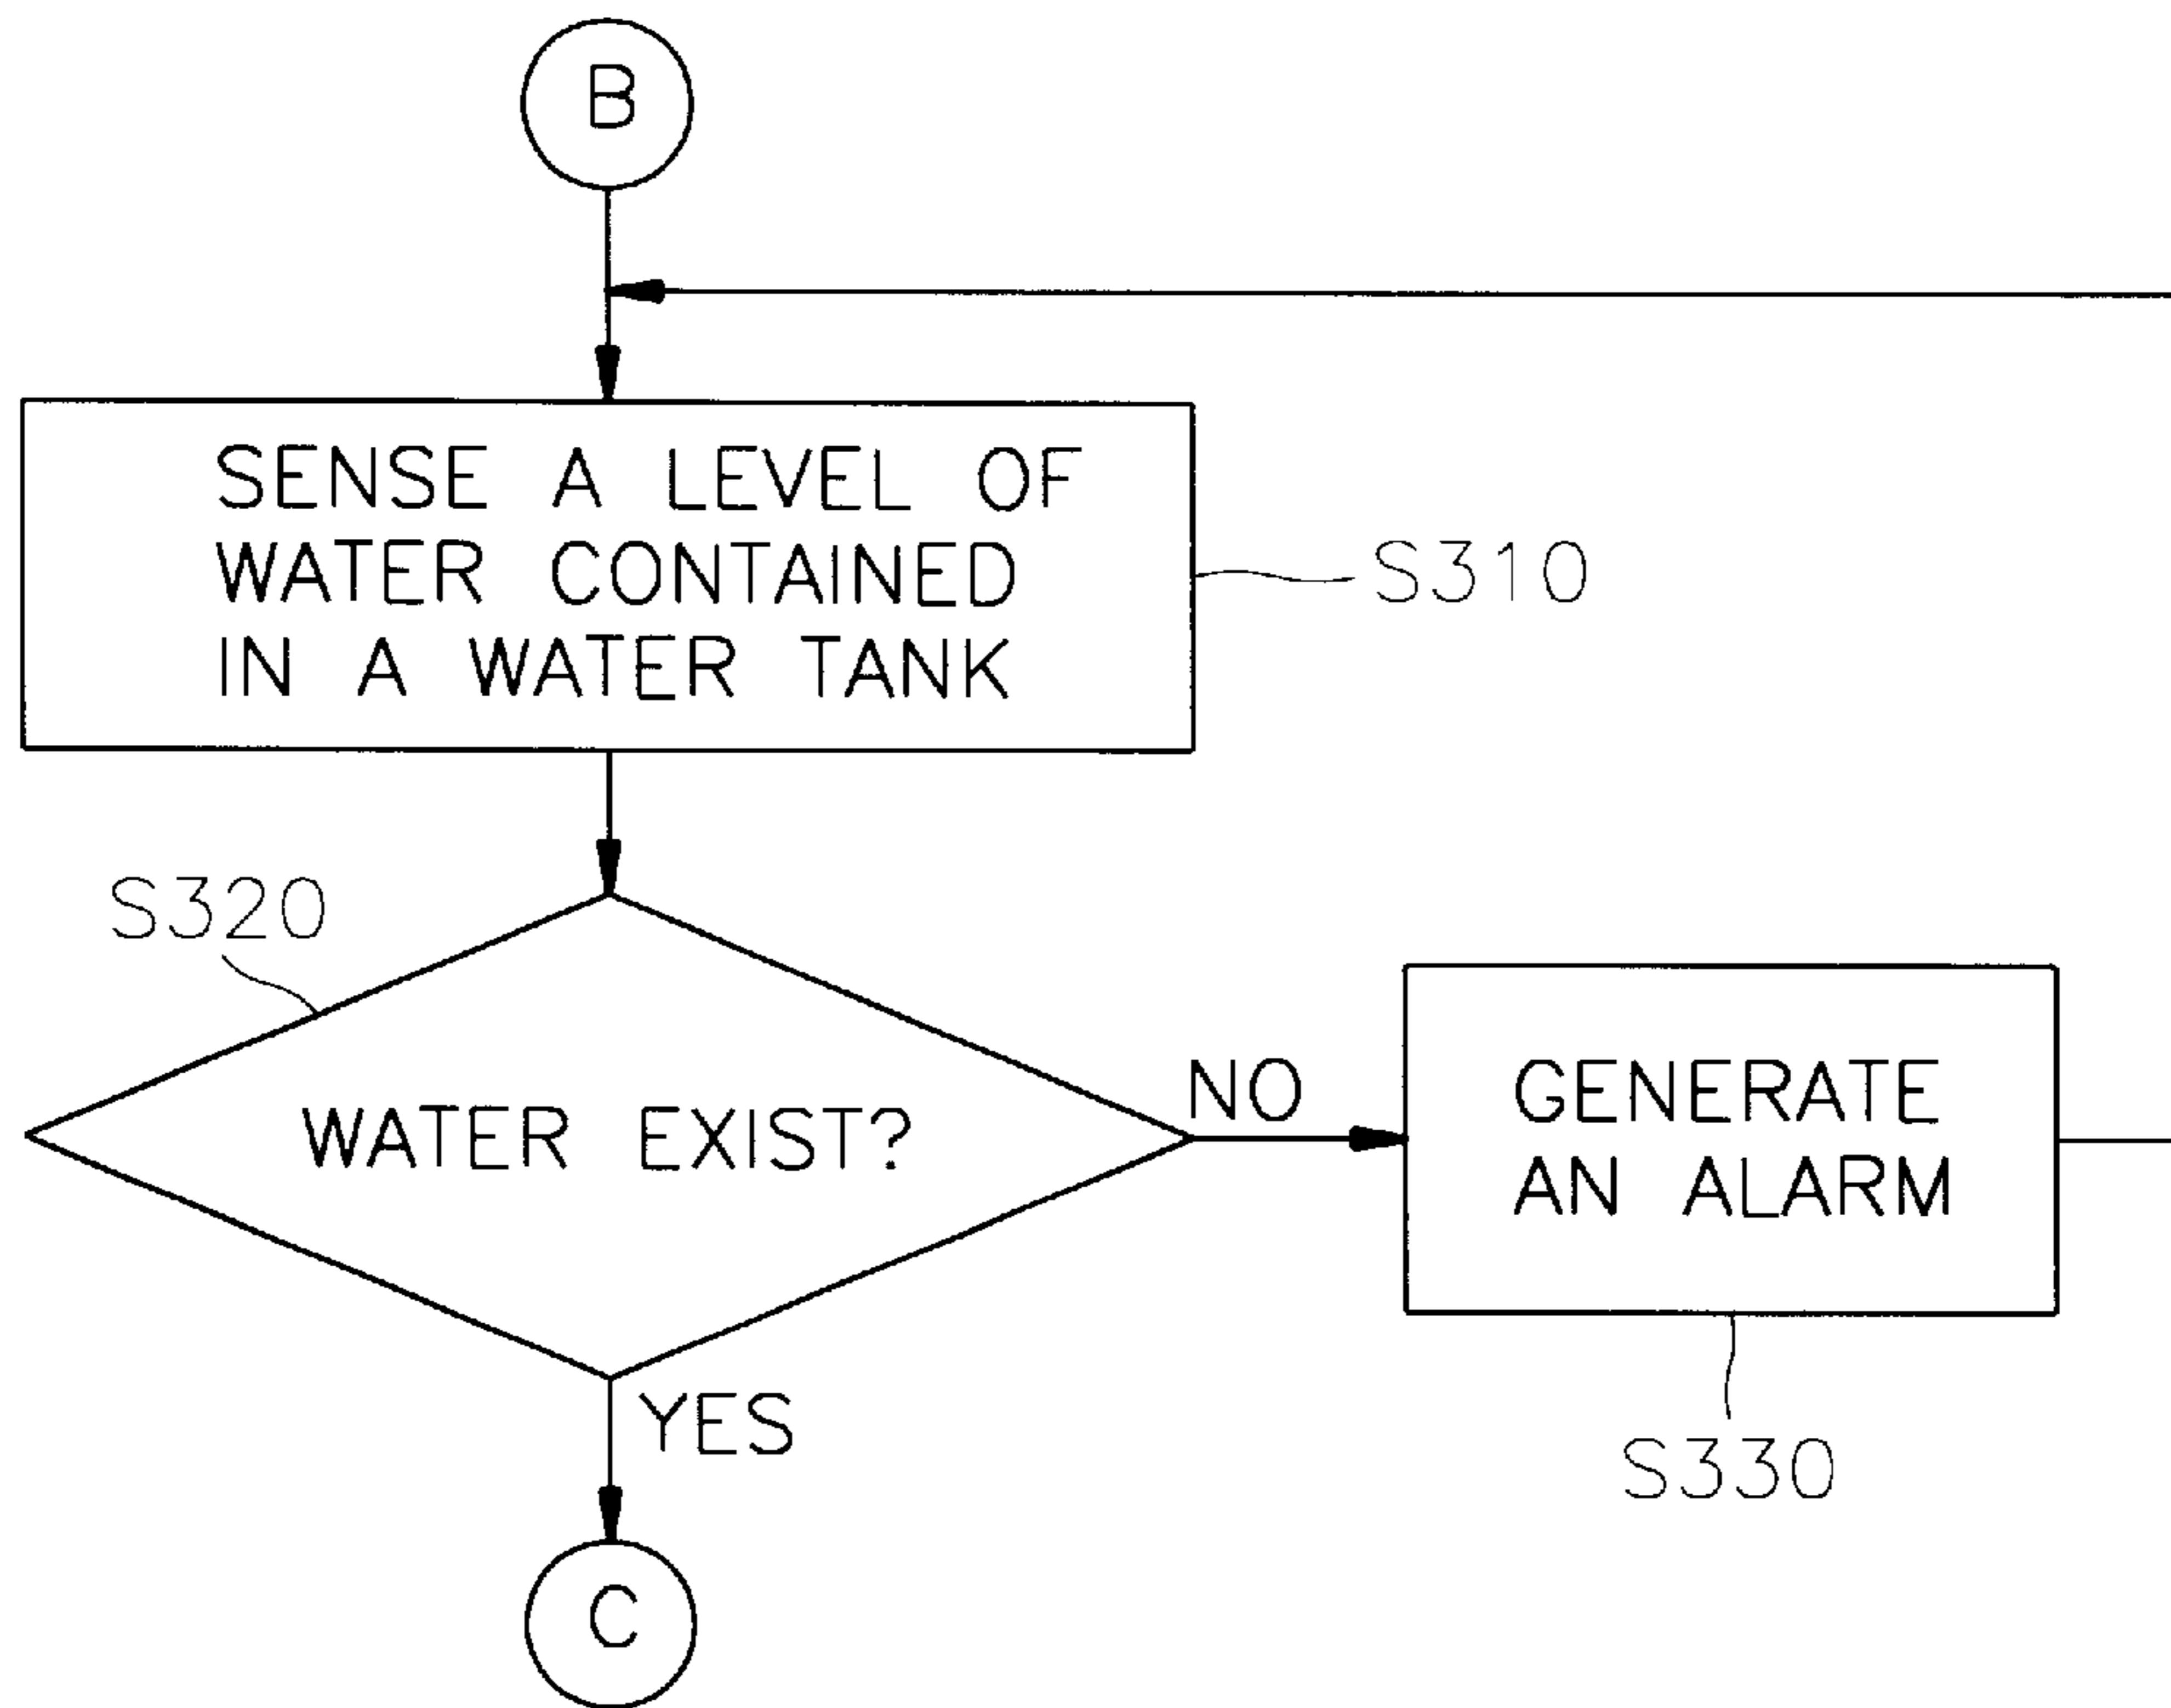 B
SENSE A LEVEL OF
WATER CONTAINED
IN A WATER TANK
S310
S320
WATER EXIST?
NO
GENERATE
AN ALARM
S330
YES
C